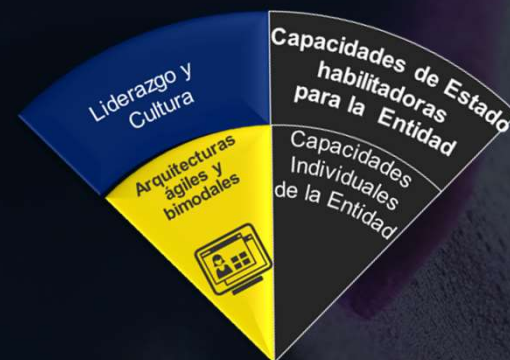 Liderazgo y
Cultura
Capacidades de Estado
habilitadoras
para la Entidad
Arquitecturas
ágiles y
bimodales
Capacidades
Individuales
de la Entidad